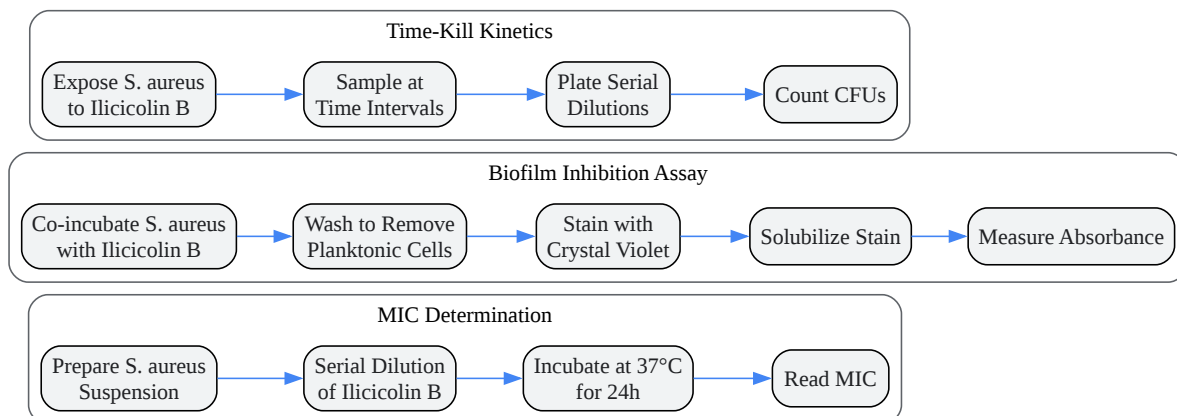 Time-Kill Kinetics
Expose S. aureus
to Ilicicolin B
Sample at
Time Intervals
Plate Serial
Dilutions
Count CFUs
Biofilm Inhibition Assay
Co-incubate S. aureus
with Ilicicolin B
Wash to Remove
Planktonic Cells
Stain with
Crystal Violet
Solubilize Stain
Measure Absorbance
MIC Determination
Prepare S. aureus
Suspension
Serial Dilution
of Ilicicolin B
Incubate at 37°C
for 24h
Read MIC